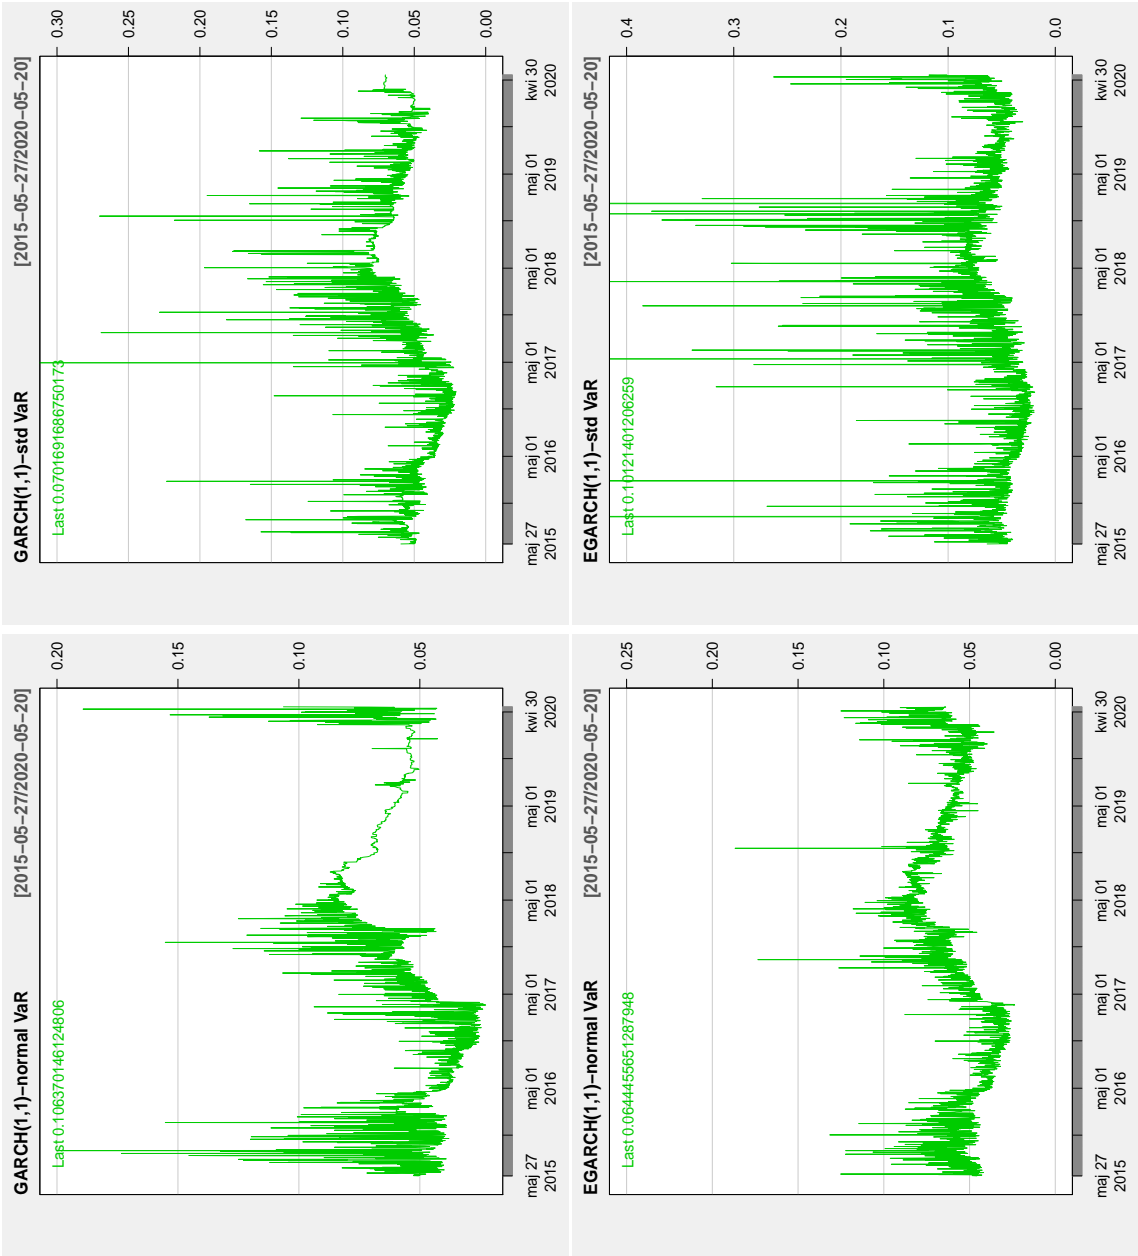 GARCH(1,1)−normal VaR [2015−05−27/2020−05−20]
Last 0.106370146124806
0.20
0.15
0.10
0.05
maj 27 maj 01 maj 01 maj 01 maj 01 kwi 30
2015 2016 2017 2018 2019 2020
GARCH(1,1)−std VaR [2015−05−27/2020−05−20]
Last 0.0701691686750173
0.30
0.25
0.20
0.15
0.10
0.05
0.00
maj 27 maj 01 maj 01 maj 01 maj 01 kwi 30
2015 2016 2017 2018 2019 2020
EGARCH(1,1)−normal VaR [2015−05−27/2020−05−20]
Last 0.0644455651287948
0.25
0.20
0.15
0.10
0.05
0.00
maj 27 maj 01 maj 01 maj 01 maj 01 kwi 30
2015 2016 2017 2018 2019 2020
EGARCH(1,1)−std VaR [2015−05−27/2020−05−20]
Last 0.10121401206259
0.4
0.3
0.2
0.1
0.0
maj 27 maj 01 maj 01 maj 01 maj 01 kwi 30
2015 2016 2017 2018 2019 2020